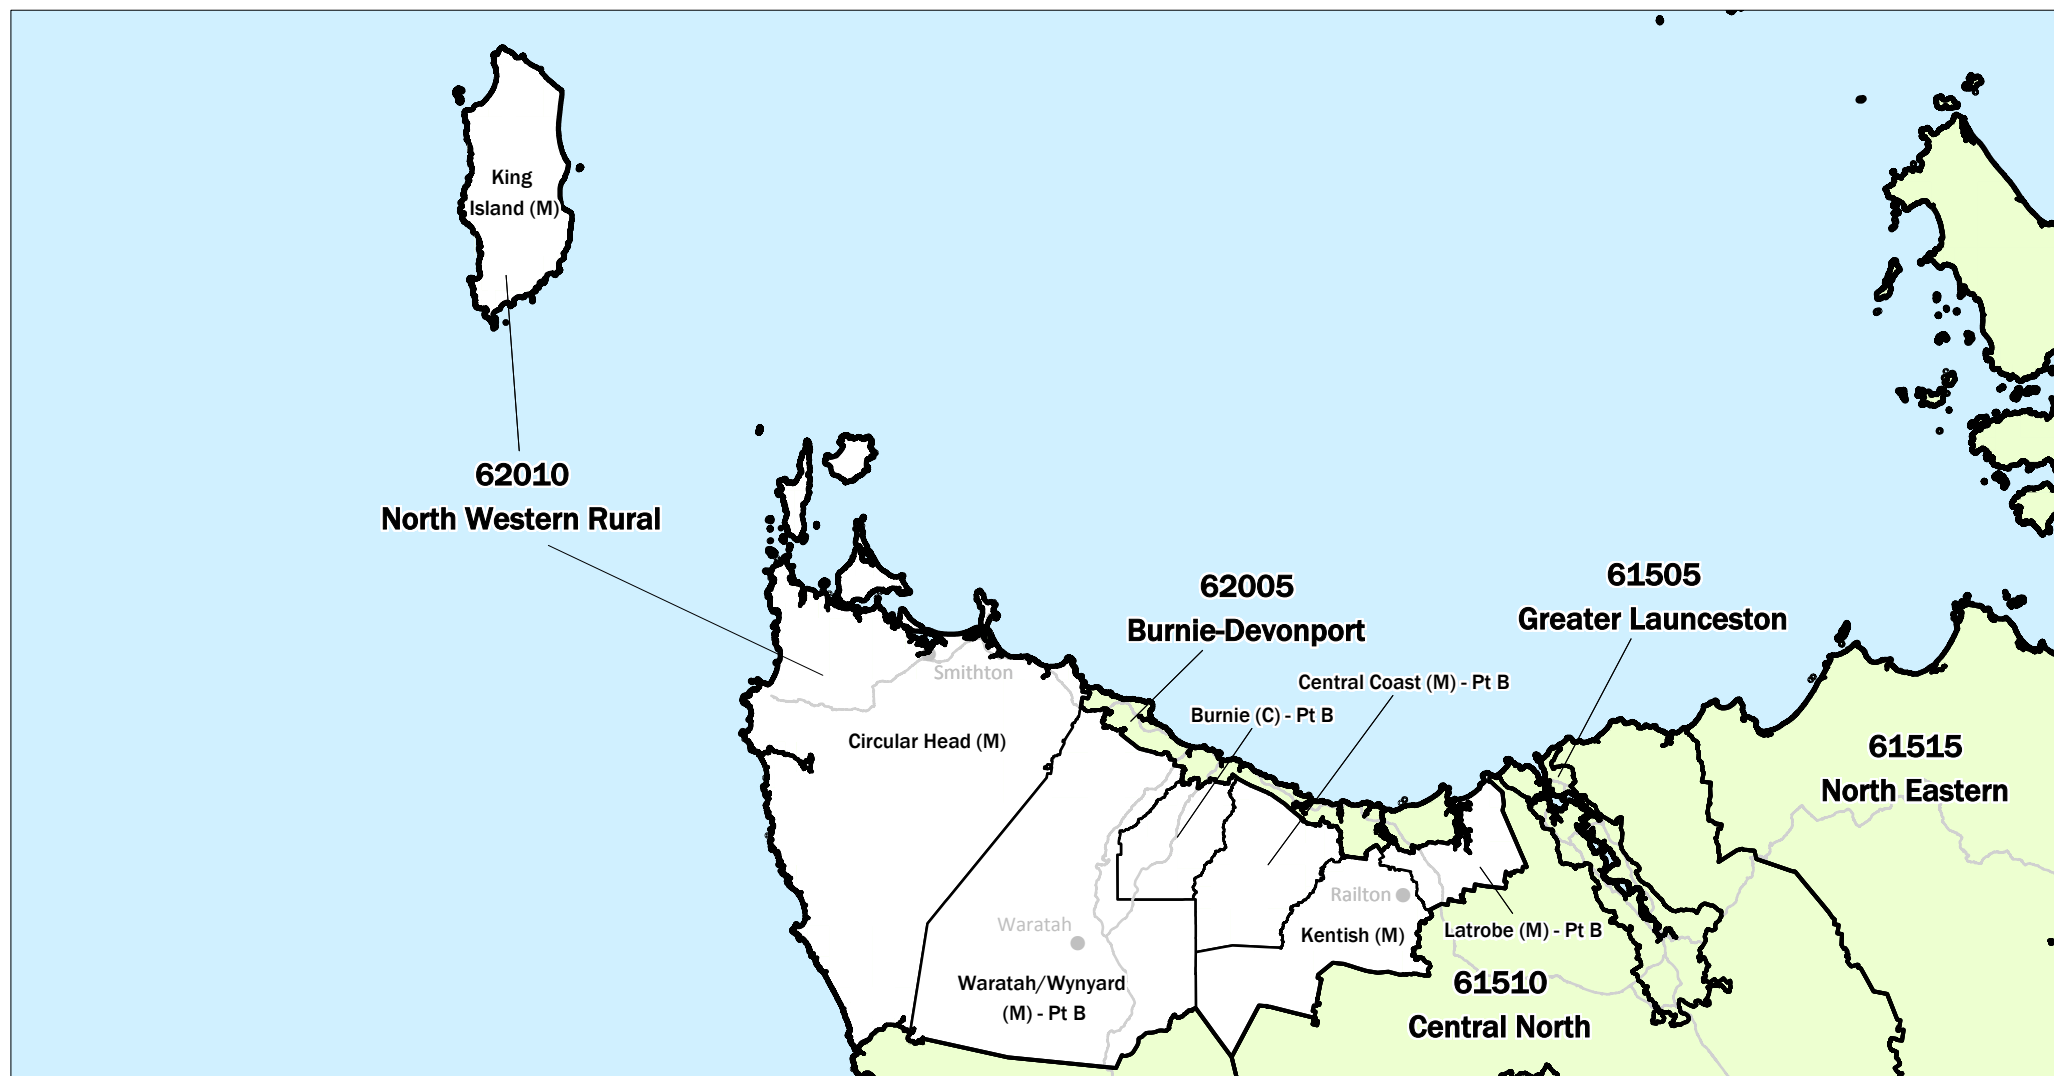 King
Island (M)
62010
North Western Rural
62005
Burnie-Devonport
61505
Greater Launceston
Smithton
Central Coast (M) - Pt B
Burnie (C) - Pt B
Circular Head (M)
61515
North Eastern
Railton
Waratah
Kentish (M)
Latrobe (M) - Pt B
Waratah/Wynyard
(M) - Pt B
61510
Central North